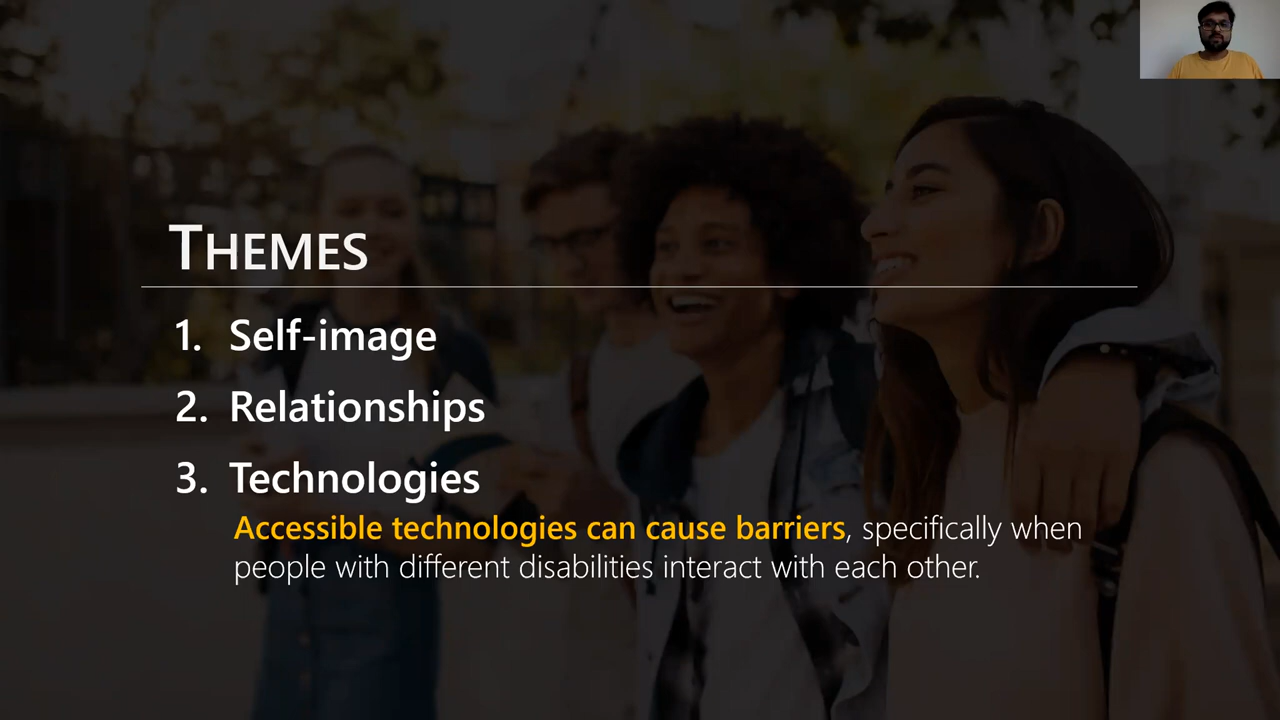 THEMES
1. Self-image
2. Relationships
3. Technologies
Accessible technologies can cause barriers, specifically when
people with different disabilities interact with each other.